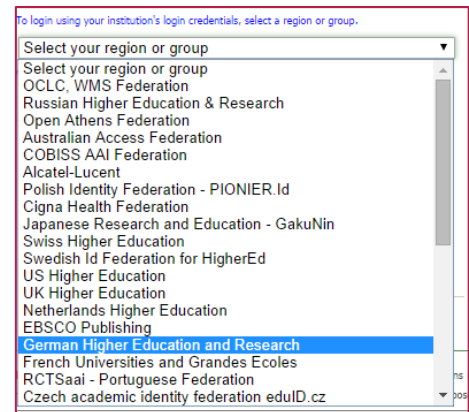 To login using your institution's login credentials, select a region or group.
Select your region or group
Select your region or group
OCLC, WMS Federation
Russian Higher Education & Research
Open Athens Federation
Australian Access Federation
COBISS AAI Federation
Alcatel-Lucent
Polish Identity Federation - PIONIER.Id
Cigna Health Federation
Japanese Research and Education - GakuNin
Swiss Higher Education
Swedish Id Federation for HigherEd
US Higher Education
UK Higher Education
Netherlands Higher Education
EBSCO Publishing
German Higher Education and Research
French Universities and Grandes Ecoles
RCTSaai - Portuguese Federation
Czech academic identity federation eduID.cz